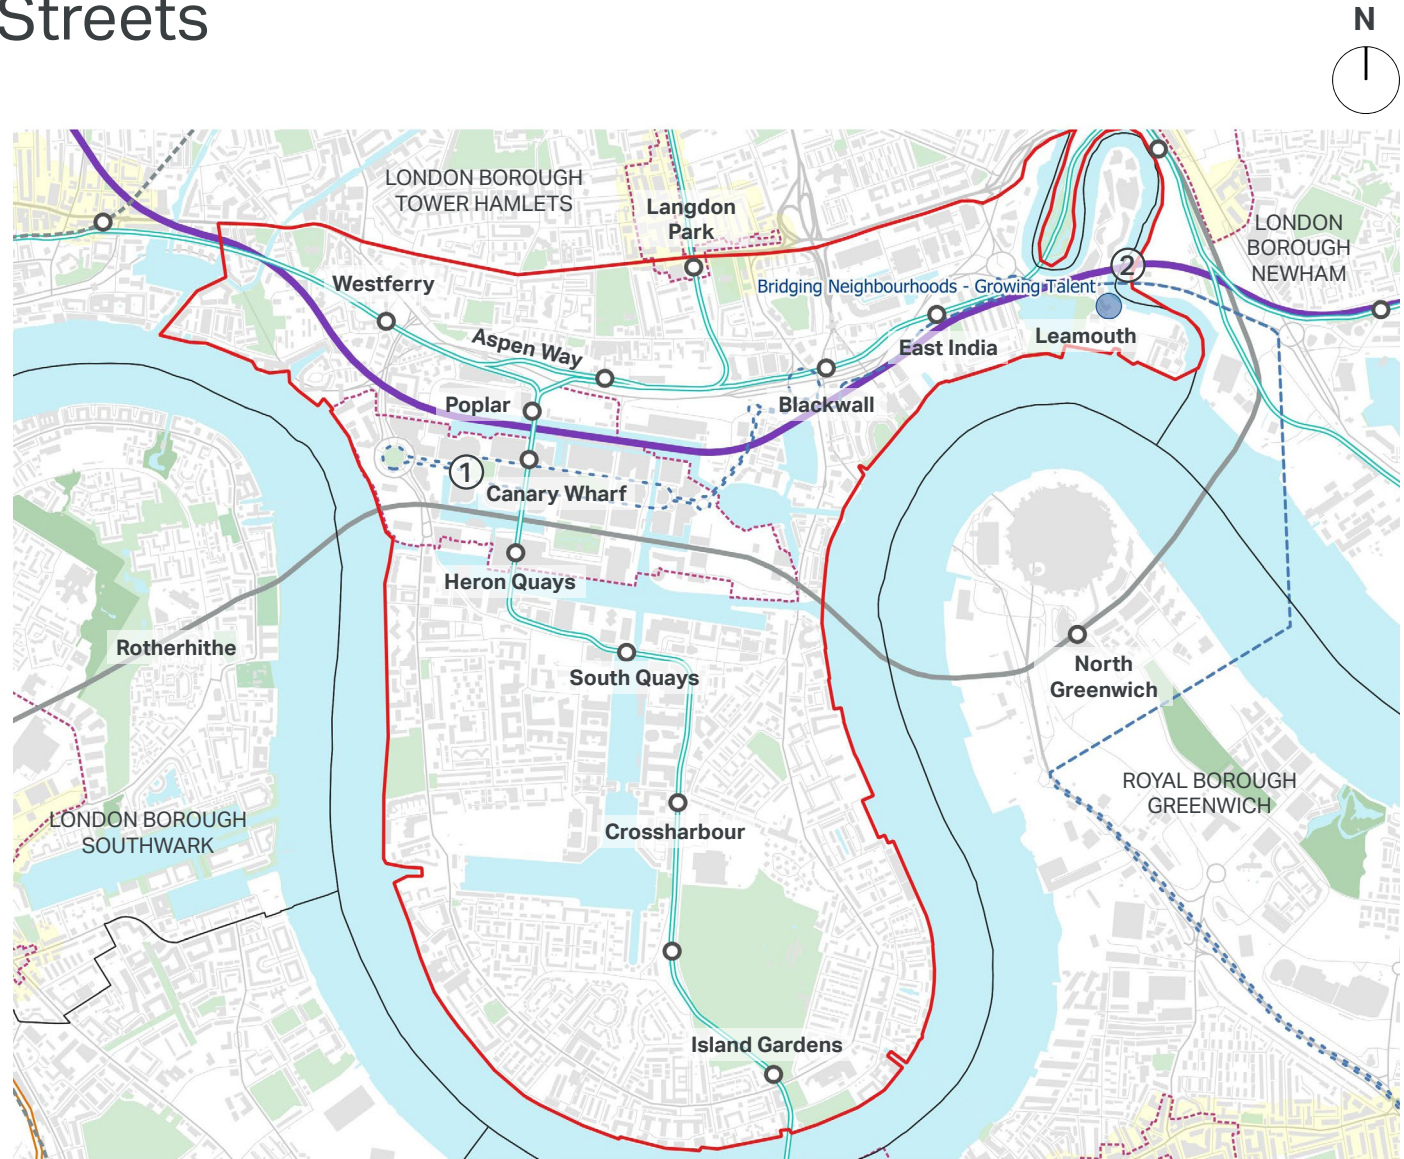 Streets
N
LONDON BOROUGH
TOWER HAMLETS
Langdon
Park
LONDON
BOROUGH
NEWHAM
2
Westferry
Bridging Neighbourhoods - Growing Talent
Aspen Way
East India
Leamouth
Poplar
Blackwall
1
Canary Wharf
Heron Quays
Rotherhithe
South Quays
North
Greenwich
ROYAL BOROUGH
GREENWICH
LONDON BOROUGH
SOUTHWARK
Crossharbour
Island Gardens